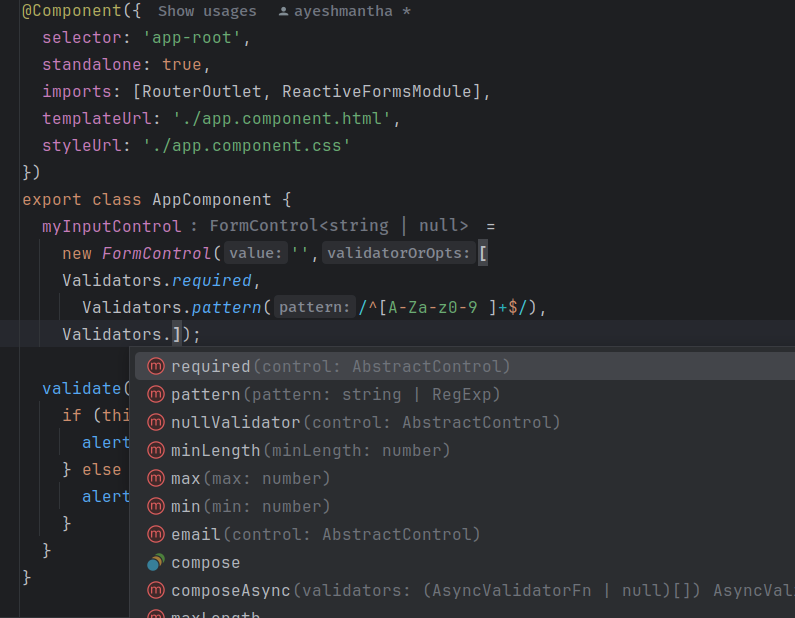 @Component({ Show usages ayeshmantha *
selector: 'app-root',
standalone: true,
imports: [RouterOutlet, ReactiveFormsModule],
templateUrl: './app.component.html',
styleUrl: './app.component.css'
})
export class AppComponent {
myInputControl : FormControl<string | null> =
new FormControl( value: '', validatorOrOpts: [
Validators.required,
Validators.pattern( pattern: /^[A-Za-z0-9 ]+$/),
Validators.]);
required(control: AbstractControl)
validate(
pattern(pattern: string | RegExp)
if (thi
nullValidator(control: AbstractControl)
alert
minLength(minLength: number)
} else
max(max: number)
alert
min(min: number)
}
email(control: AbstractControl)
}
compose
}
composeAsync(validators: (AsyncValidatorFn | null)[]) AsyncVal
maxLength